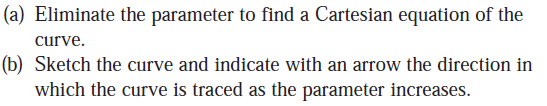 (a) Eliminate the parameter to find a Cartesian equation of the
curve.
(b) Sketch the curve and indicate with an arrow the direction in
which the curve is traced as the parameter increases.